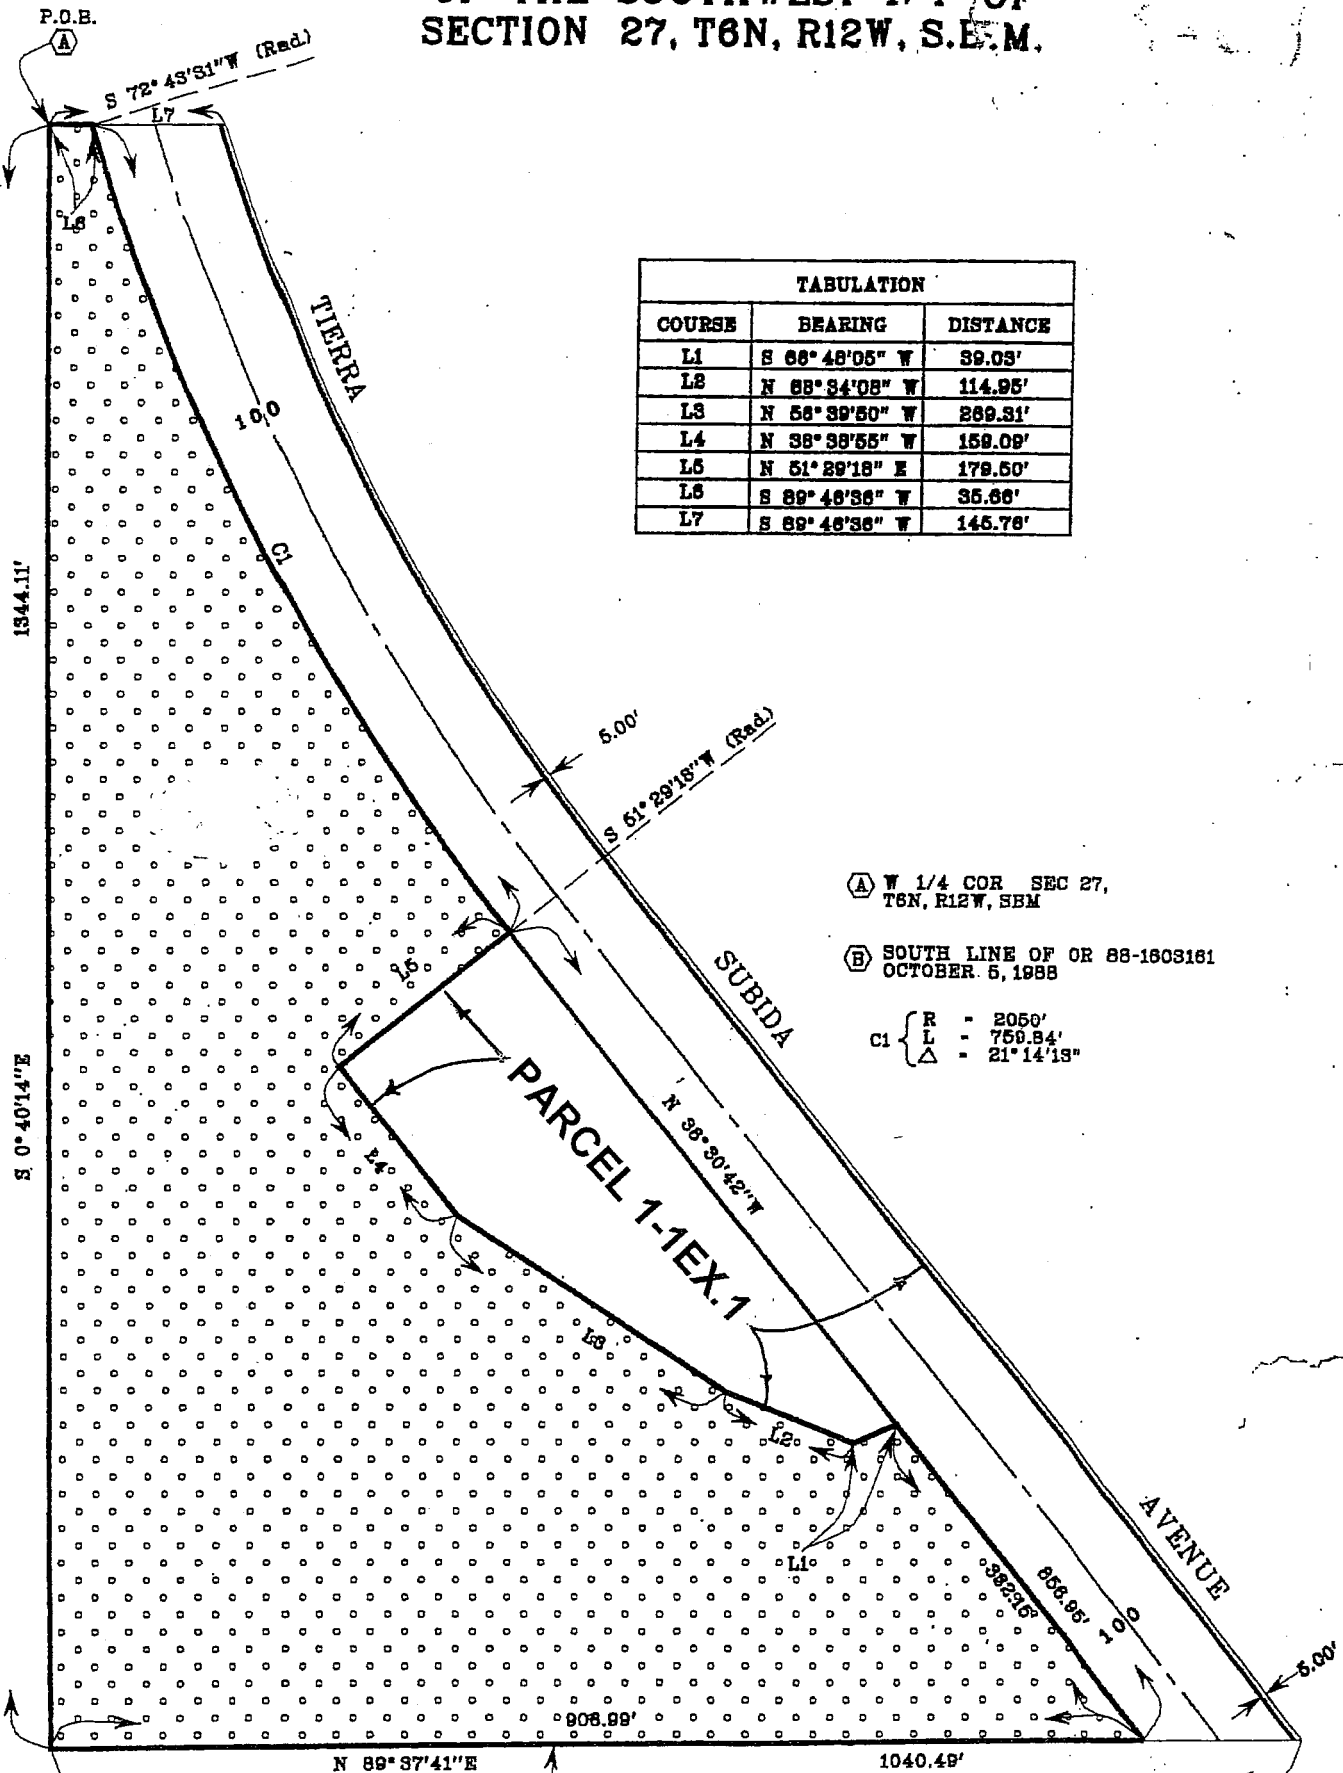 SECTION 27, T6N, R12W, S.B.M.
P.O.B.
A
S 72° 43'31"W (Rad.)
L7
L6
TIERRA
100
C1
1344.11'
S 0°40'14"E
TABULATION
COURSE BEARING DISTANCE
L1 S 66°48'05" W 39.03'
L2 N 68°34'08" W 114.95'
L3 N 56°39'50" W 269.31'
L4 N 38°38'55" W 159.09'
L5 N 51°29'18" E 179.50'
L6 S 89°46'36" W 35.66'
L7 S 89°46'36" W 145.76'
5.00'
S 51°29'18"W (Rad.)
A W 1/4 COR SEC 27,
T6N, R12W, SBM
B SOUTH LINE OF OR 88-1603161
OCTOBER 5, 1988
C1 { R = 2050'
L = 759.84'
△ = 21°14'13"
SUBIDA
L5
PARCEL 1-1EX.1
N 38°30'42"W
L4
L3
L2
L1
AVENUE
382.15'
856.95'
100
5.00'
906.99'
N 89°37'41"E
1040.49'